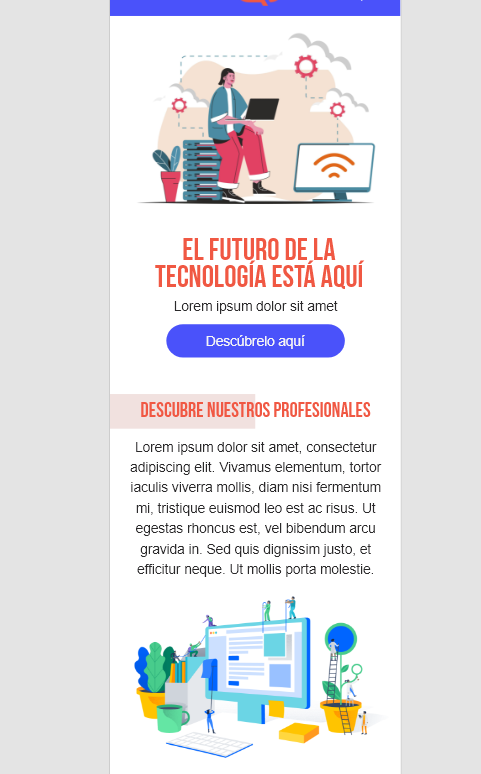 EL FUTURO DE LA
TECNOLOGÍA ESTÁ AQUÍ
Lorem ipsum dolor sit amet
Descúbrelo aquí
DESCUBRE NUESTROS PROFESIONALES
Lorem ipsum dolor sit amet, consectetur
adipiscing elit. Vivamus elementum, tortor
iaculis viverra mollis, diam nisi fermentum
mi, tristique euismod leo est ac risus. Ut
egestas rhoncus est, vel bibendum arcu
gravida in. Sed quis dignissim justo, et
efficitur neque. Ut mollis porta molestie.